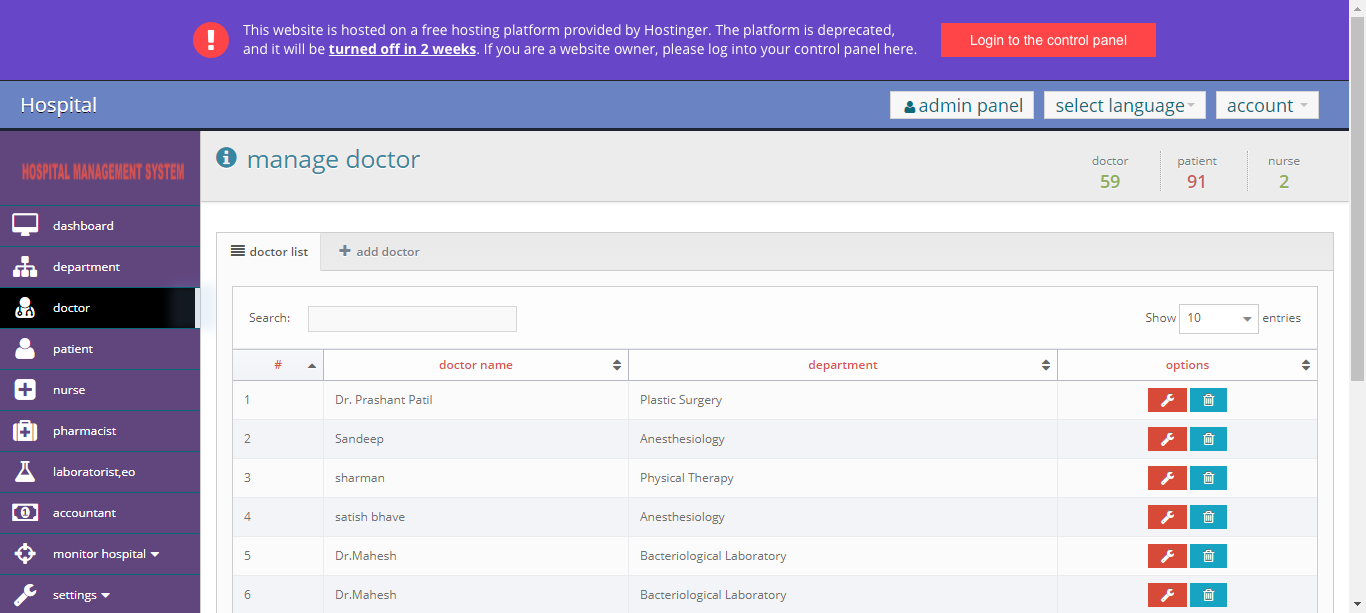 This website is hosted on a free hosting platform provided by Hostinger. The platform is deprecated,
and it will be turned off in 2 weeks. If you are a website owner, please log into your control panel here.
Login to the control panel
Hospital
admin panel
select language
account
HOSPITAL MANAGEMENT SYSTEM
dashboard
department
doctor
patient
nurse
pharmacist
laboratorist,eo
accountant
monitor hospital
settings
manage doctor
doctor patient nurse
59 91 2
doctor list
add doctor
Search:
Show 10 entries
# doctor name department options
1 Dr. Prashant Patil Plastic Surgery
2 Sandeep Anesthesiology
3 sharman Physical Therapy
4 satish bhave Anesthesiology
5 Dr.Mahesh Bacteriological Laboratory
6 Dr.Mahesh Bacteriological Laboratory